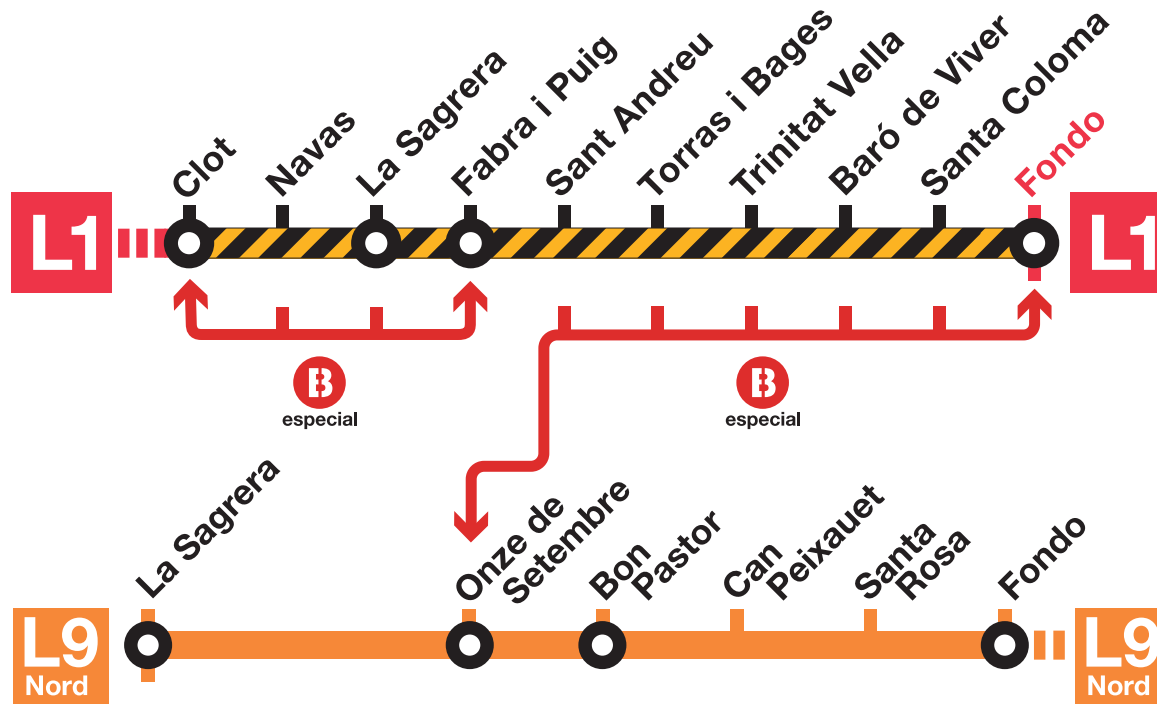 Clot
Navas
La Sagrera
Fabra i Puig
Sant Andreu
Torras i Bages
Trinitat Vella
Baró de Viver
Santa Coloma
Fondo
L1
L1
B
especial
B
especial
La Sagrera
Onze de
Setembre
Bon
Pastor
Can
Peixauet
Santa
Rosa
Fondo
L9
Nord
L9
Nord